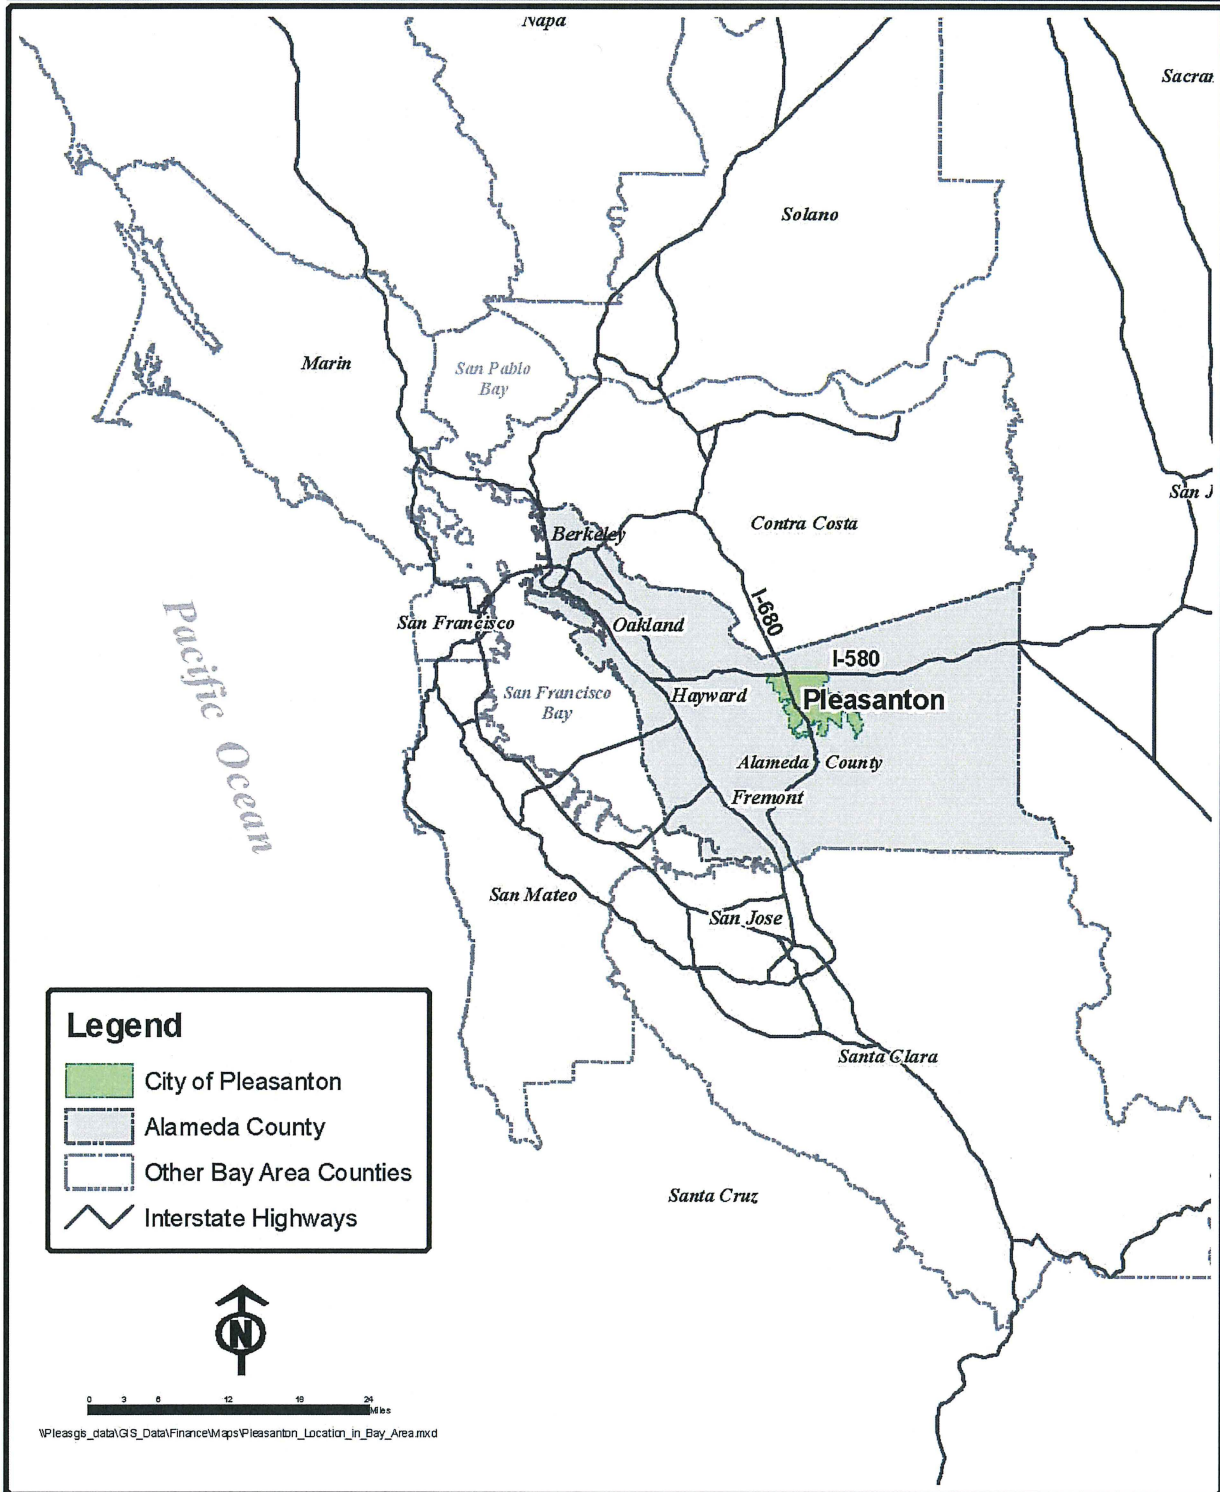 Napa
Sacrar
Solano
Marin
San Pablo
Bay
San J
Contra Costa
Berkeley
I-680
San Francisco
Oakland
I-580
Pacific Ocean
San Francisco
Bay
Hayward
Pleasanton
Alameda County
Fremont
San Mateo
San Jose
Santa Clara
Santa Cruz
Legend
City of Pleasanton
Alameda County
Other Bay Area Counties
Interstate Highways
N
0 3 6 12 18 24
Miles
\\Pleasgis_data\GIS_Data\Finance\Maps\Pleasanton_Location_in_Bay_Area.mxd